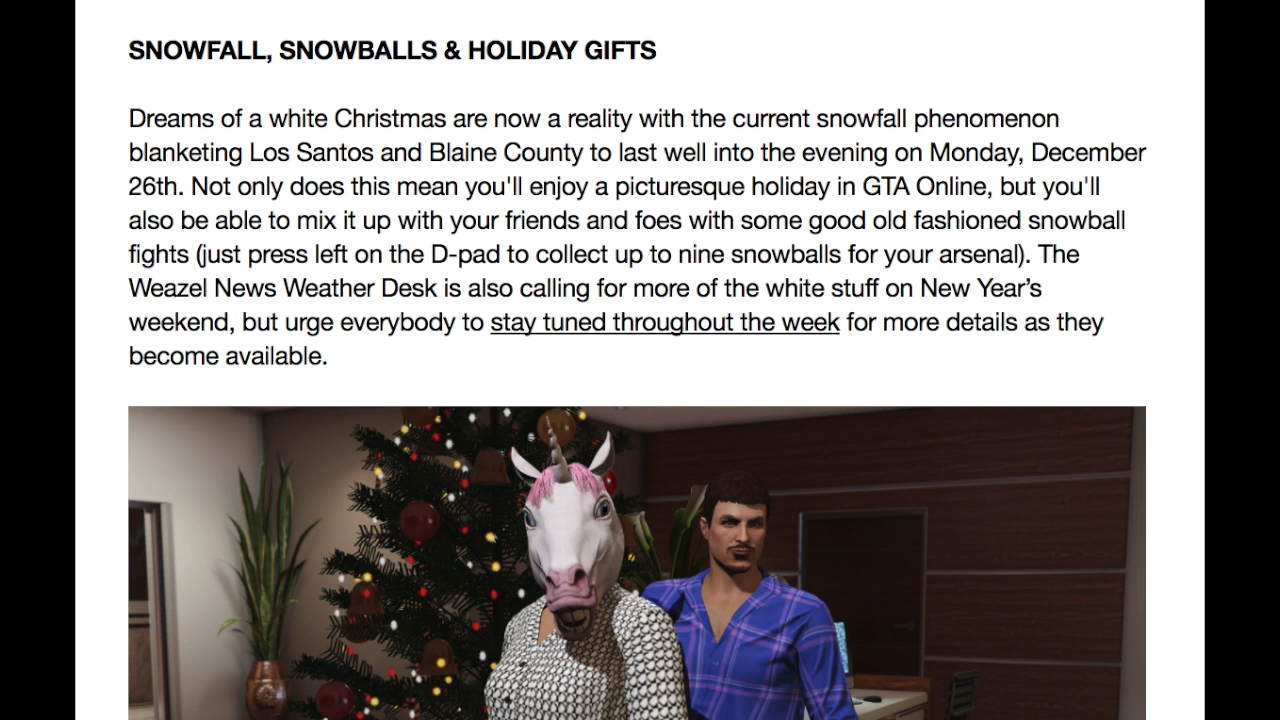 SNOWFALL, SNOWBALLS & HOLIDAY GIFTS
Dreams of a white Christmas are now a reality with the current snowfall phenomenon
blanketing Los Santos and Blaine County to last well into the evening on Monday, December
26th. Not only does this mean you'll enjoy a picturesque holiday in GTA Online, but you'll
also be able to mix it up with your friends and foes with some good old fashioned snowball
fights (just press left on the D-pad to collect up to nine snowballs for your arsenal). The
Weazel News Weather Desk is also calling for more of the white stuff on New Year’s
weekend, but urge everybody to stay tuned throughout the week for more details as they
become available.